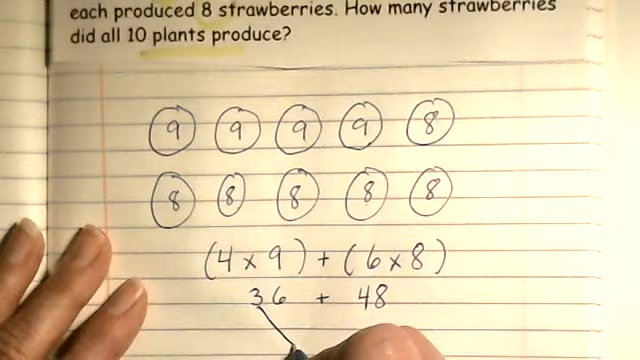 each produced 8 strawberries. How many strawberries
did all 10 plants produce?
9 9 9 9 8
8 8 8 8 8
(4 x 9) + (6 x 8)
36 + 48